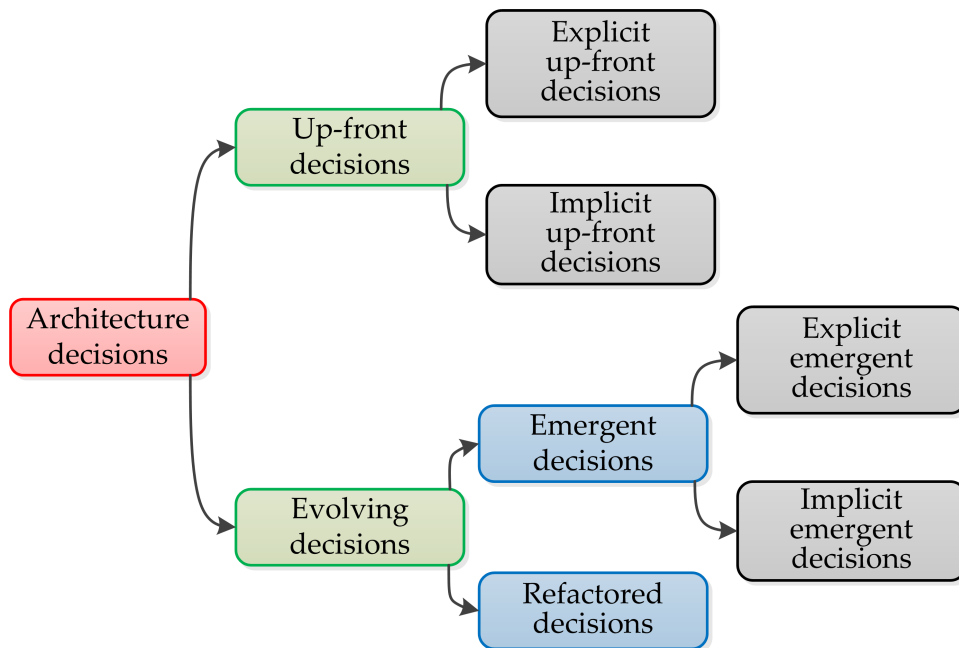 Explicit
up-front
decisions
Up-front
decisions
Implicit
up-front
decisions
Architecture
decisions
Explicit
emergent
decisions
Emergent
decisions
Implicit
emergent
decisions
Evolving
decisions
Refactored
decisions